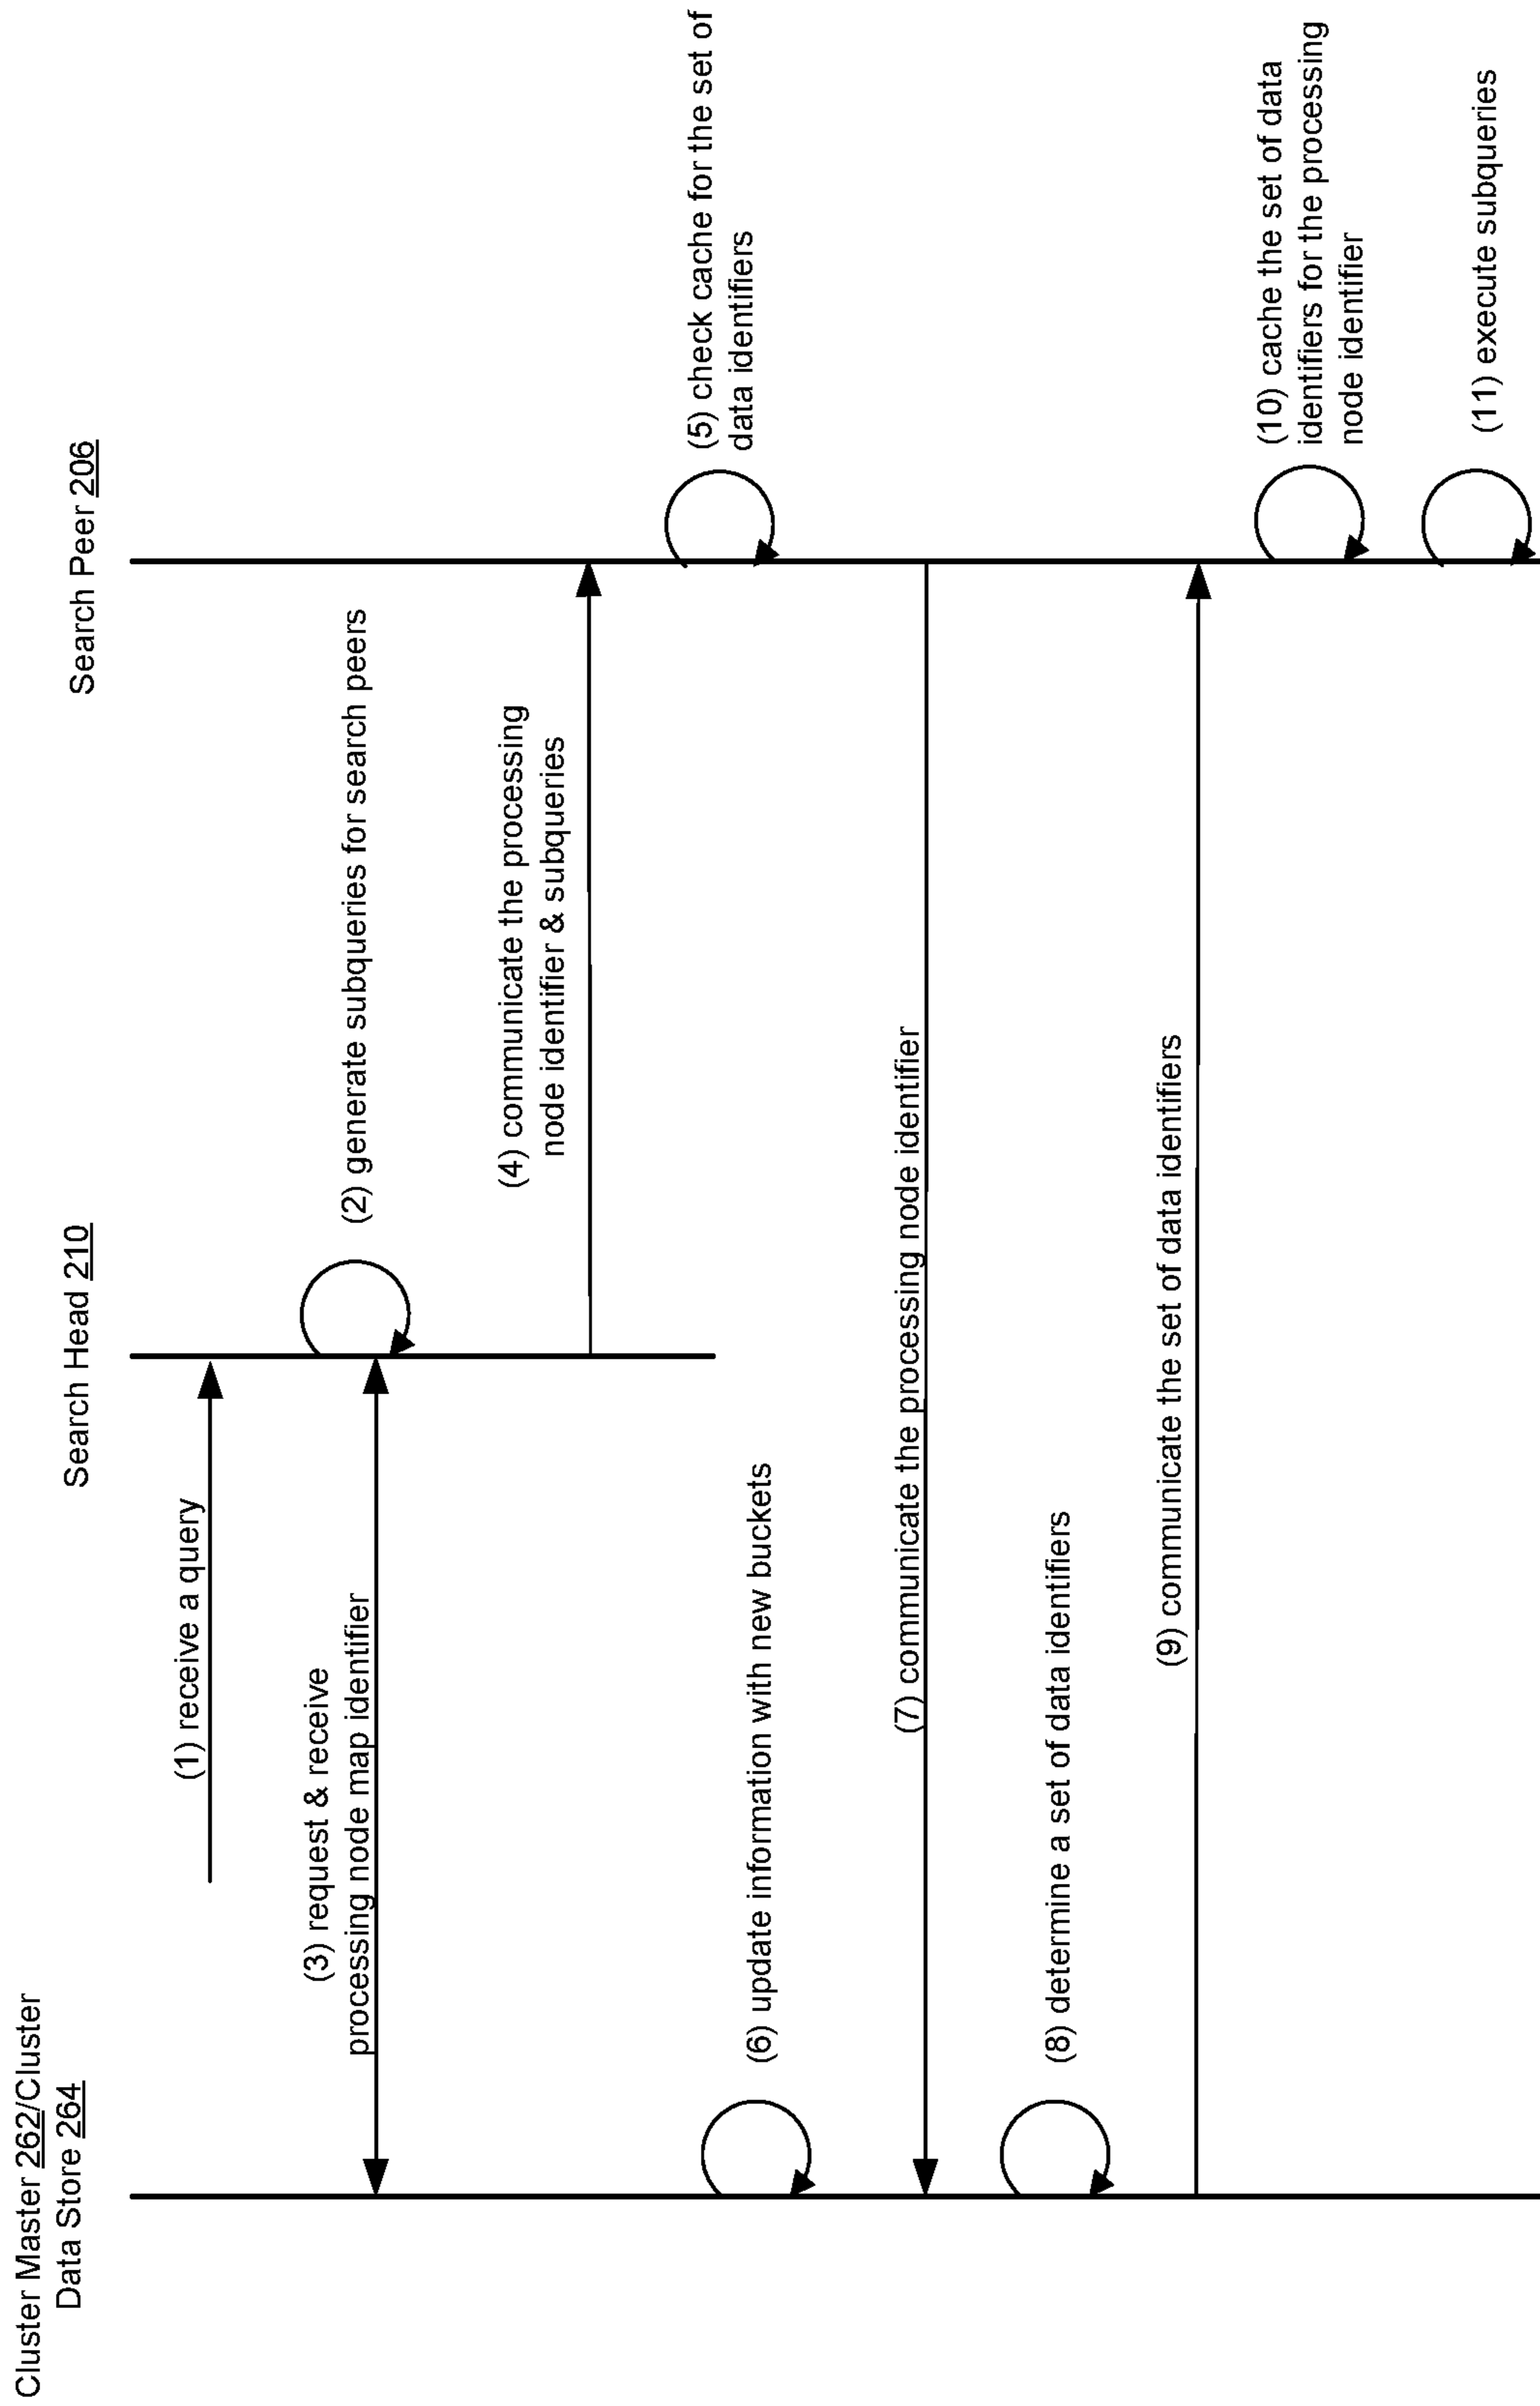 Cluster Master 262/Cluster
Data Store 264
Search Head 210
Search Peer 206
(1) receive a query
(2) generate subqueries for search peers
(3) request & receive
processing node map identifier
(4) communicate the processing
node identifier & subqueries
(5) check cache for the set of
data identifiers
(6) update information with new buckets
(7) communicate the processing node identifier
(8) determine a set of data identifiers
(9) communicate the set of data identifiers
(10) cache the set of data
identifiers for the processing
node identifier
(11) execute subqueries